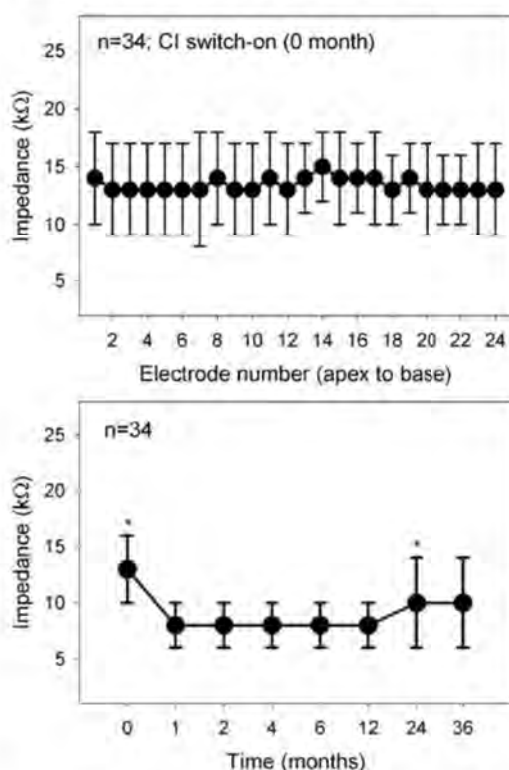 n=34; CI switch-on (0 month)
25
20
15
10
5
Impedance (kΩ)
2 4 6 8 10 12 14 16 18 20 22 24
Electrode number (apex to base)
n=34
25
20
15
10
5
Impedance (kΩ)
*
*
0 1 2 4 6 12 24 36
Time (months)